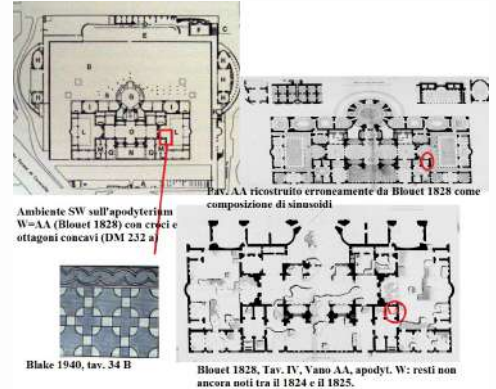 E
F
C
H
H
B
H
H
H
H
S
I
I
L
L
O
Q
N
G
Pav. AA ricostruito erroneamente da Blouet 1828 come
composizione di sinusoidi
Ambiente SW sull'apodyterium
W=AA (Blouet 1828) con croci e
ottagoni concavi (DM 232 a)
Blake 1940, tav. 34 B
Blouet 1828, Tav. IV, Vano AA, apodyt. W: resti non
ancora noti tra il 1824 e il 1825.